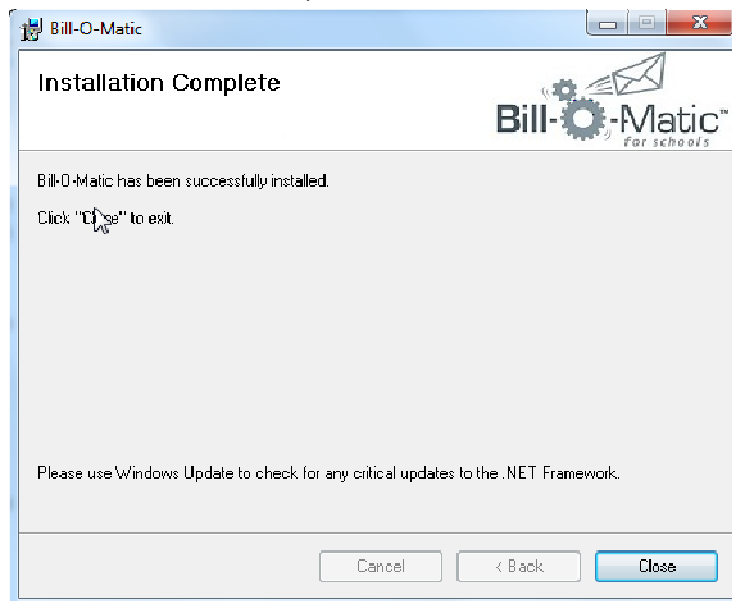 Bill-O-Matic
Installation Complete
Bill-O-Matic™
for schools
Bill-O-Matic has been successfully installed.
Click "Close" to exit.
Please use Windows Update to check for any critical updates to the .NET Framework.
Cancel
< Back
Close